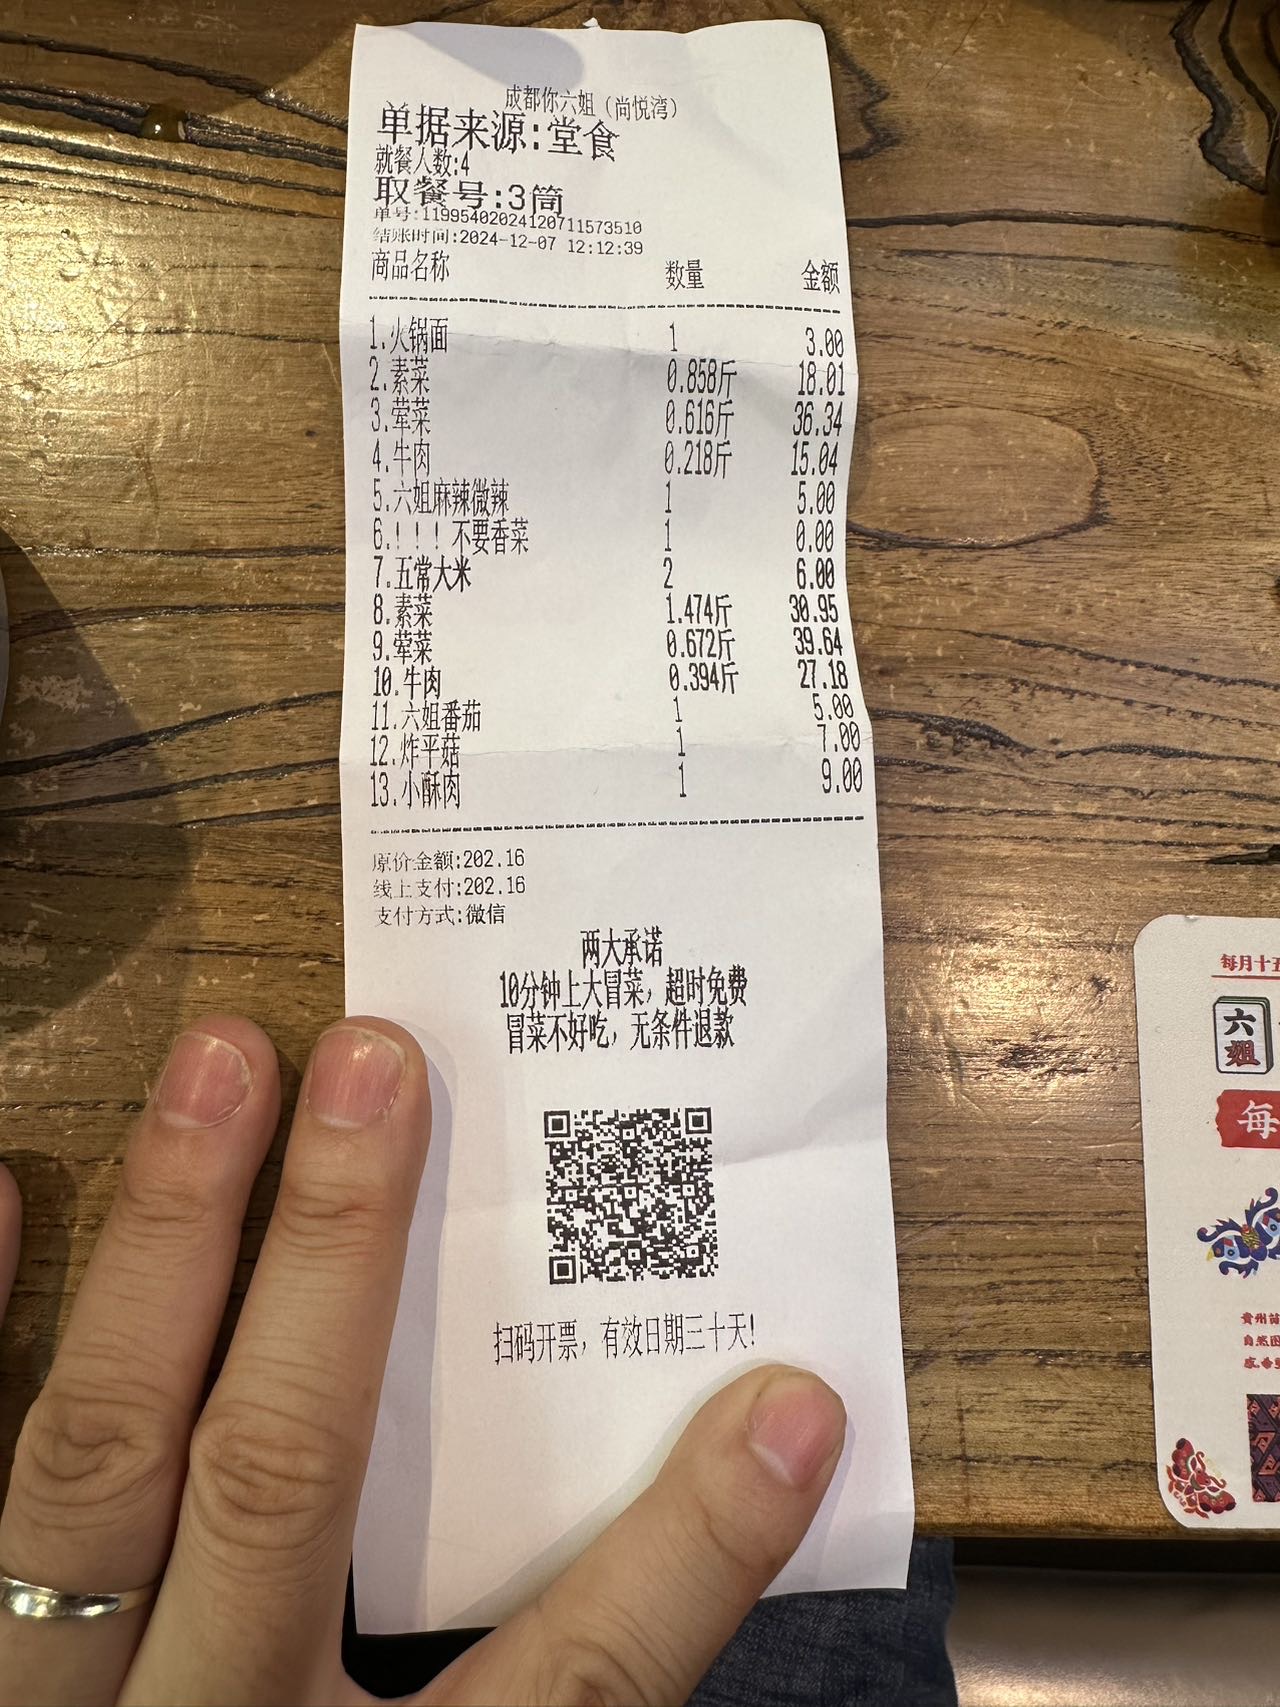 成都你六姐（尚悦湾）
单据来源:堂食
就餐人数:4
取餐号:3筒
单号:11995402024120711573510
结账时间:2024-12-07 12:12:39
商品名称 数量 金额
1.火锅面 1 3.00
2.素菜 0.858斤 18.01
3.荤菜 0.616斤 36.34
4.牛肉 0.218斤 15.04
5.六姐麻辣微辣 1 5.00
6.！！！不要香菜 1 0.00
7.五常大米 2 6.00
8.素菜 1.474斤 30.95
9.荤菜 0.672斤 39.64
10.牛肉 0.394斤 27.18
11.六姐番茄 1 5.00
12.炸平菇 1 7.00
13.小酥肉 1 9.00
原价金额:202.16
线上支付:202.16
支付方式:微信
两大承诺
10分钟上大冒菜，超时免费
冒菜不好吃，无条件退款
扫码开票，有效日期三十天!
每月十五
六姐
每
贵州苗
自然图